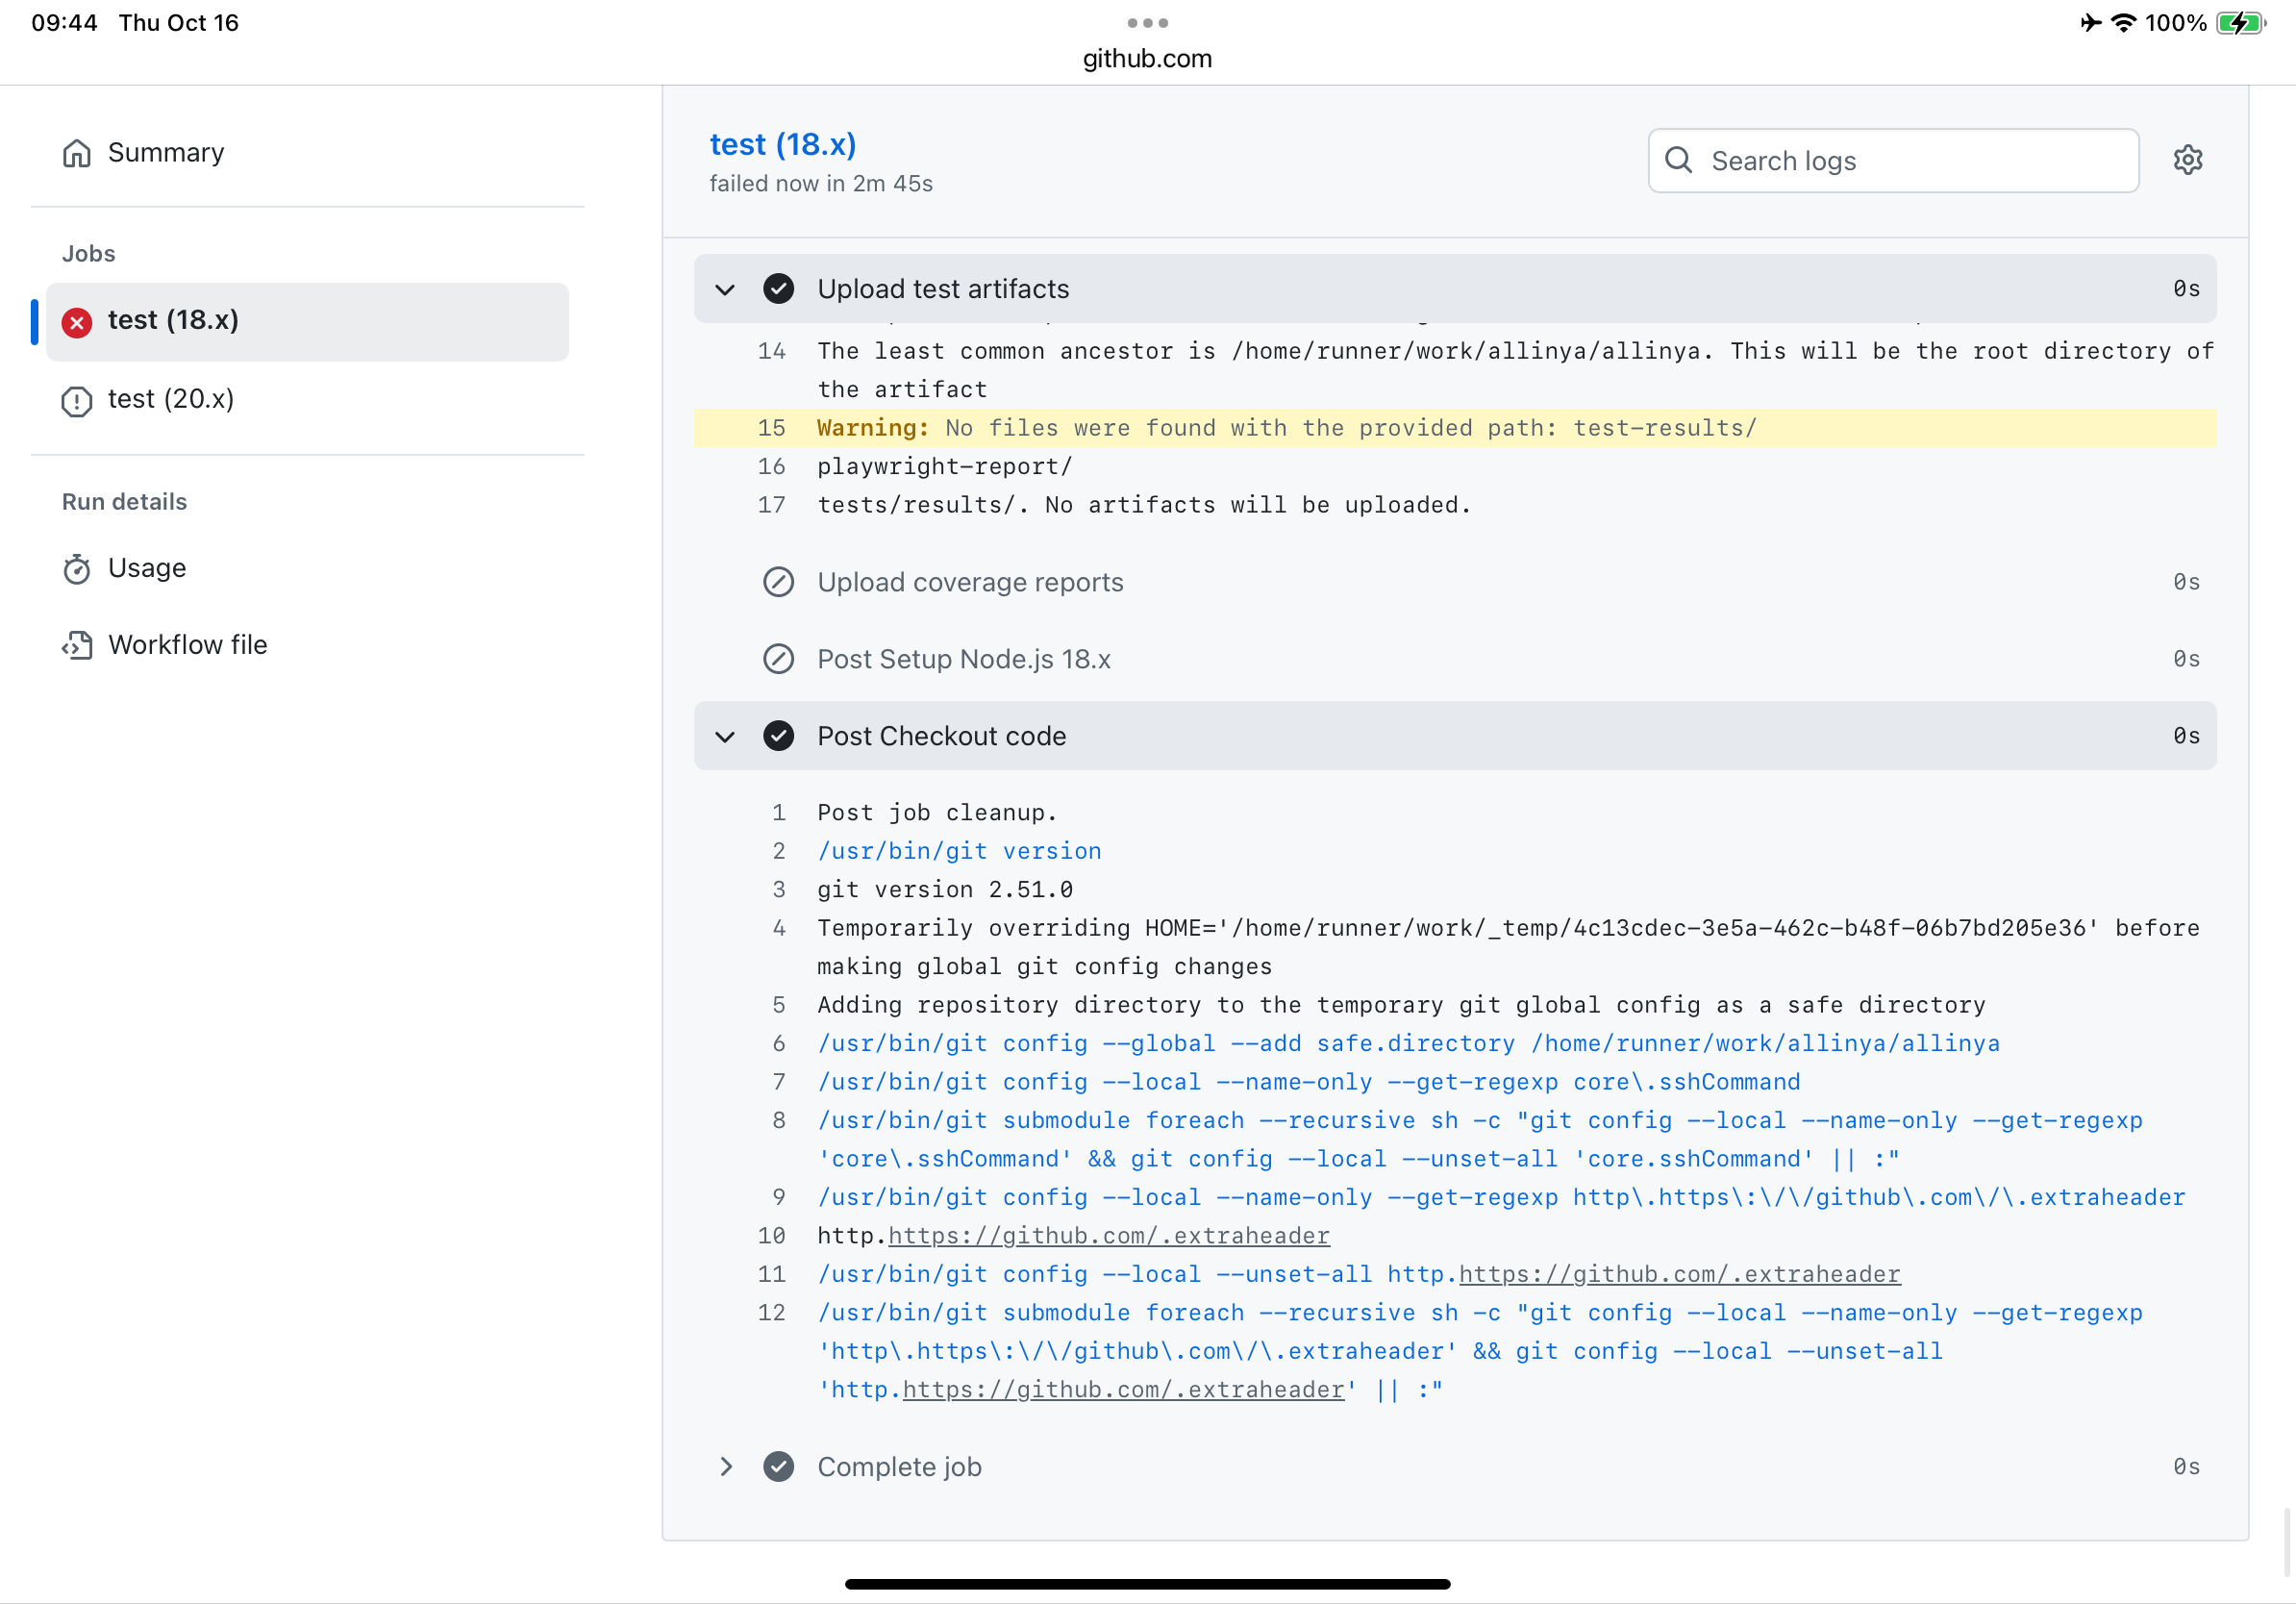 09:44 Thu Oct 16
100%
github.com
Summary
Jobs
test (18.x)
test (20.x)
Run details
Usage
Workflow file
test (18.x)
failed now in 2m 45s
Search logs
Upload test artifacts 0s
14 The least common ancestor is /home/runner/work/allinya/allinya. This will be the root directory of
the artifact
15 Warning: No files were found with the provided path: test-results/
16 playwright-report/
17 tests/results/. No artifacts will be uploaded.
Upload coverage reports 0s
Post Setup Node.js 18.x 0s
Post Checkout code 0s
1 Post job cleanup.
2 /usr/bin/git version
3 git version 2.51.0
4 Temporarily overriding HOME='/home/runner/work/_temp/4c13cdec-3e5a-462c-b48f-06b7bd205e36' before
making global git config changes
5 Adding repository directory to the temporary git global config as a safe directory
6 /usr/bin/git config --global --add safe.directory /home/runner/work/allinya/allinya
7 /usr/bin/git config --local --name-only --get-regexp core\.sshCommand
8 /usr/bin/git submodule foreach --recursive sh -c "git config --local --name-only --get-regexp
'core\.sshCommand' && git config --local --unset-all 'core.sshCommand' || :"
9 /usr/bin/git config --local --name-only --get-regexp http\.https\:\/\/github\.com\/\.extraheader
10 http.https://github.com/.extraheader
11 /usr/bin/git config --local --unset-all http.https://github.com/.extraheader
12 /usr/bin/git submodule foreach --recursive sh -c "git config --local --name-only --get-regexp
'http\.https\:\/\/github\.com\/\.extraheader' && git config --local --unset-all
'http.https://github.com/.extraheader' || :"
Complete job 0s